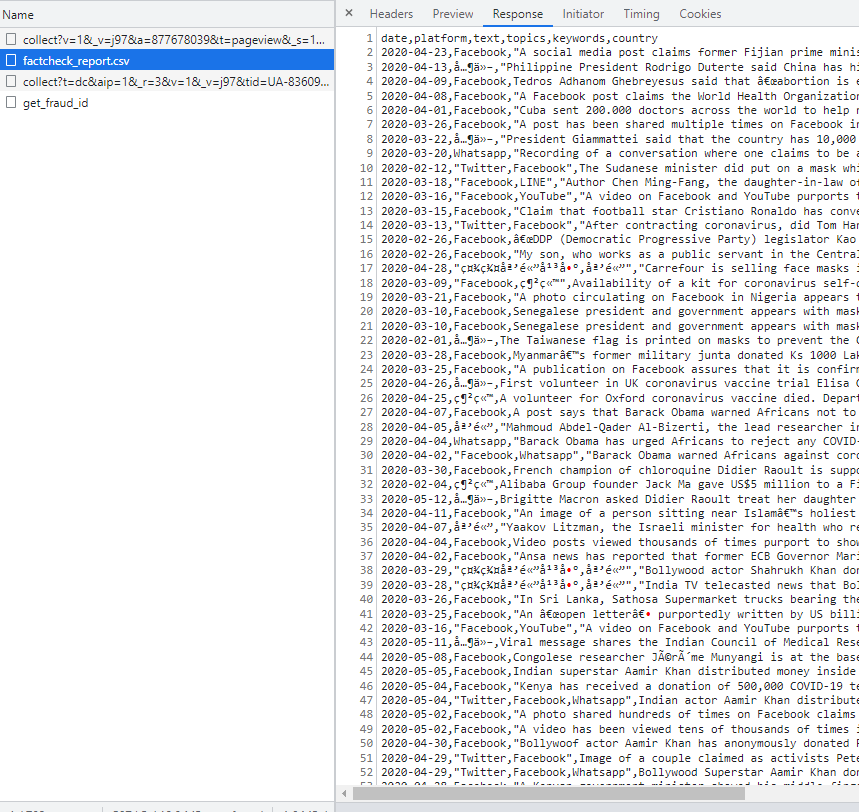 Name
Headers Preview Response Initiator Timing Cookies
collect?v=1&_v=j97&a=877678039&t=pageview&_s=1...
factcheck_report.csv
collect?t=dc&aip=1&_r=3&v=1&_v=j97&tid=UA-83609...
get_fraud_id
1 date,platform,text,topics,keywords,country
2 2020-04-23,Facebook,"A social media post claims former Fijian prime minis
3 2020-04-13,å…¶ä»–,"Philippine President Rodrigo Duterte said China has hi
4 2020-04-09,Facebook,Tedros Adhanom Ghebreyesus said that â€œabortion is e
5 2020-04-08,Facebook,"A Facebook post claims the World Health Organization
6 2020-04-01,Facebook,"Cuba sent 200.000 doctors across the world to help
7 2020-03-26,Facebook,"A post has been shared multiple times on Facebook in
8 2020-03-22,å…¶ä»–,"President Giammattei said that the country has 10,000
9 2020-03-20,Whatsapp,"Recording of a conversation where one claims to be a
10 2020-02-12,"Twitter,Facebook",The Sudanese minister did put on a mask whi
11 2020-03-18,"Facebook,LINE","Author Chen Ming-Fang, the daughter-in-law of
12 2020-03-16,"Facebook,YouTube","A video on Facebook and YouTube purports t
13 2020-03-15,Facebook,"Claim that football star Cristiano Ronaldo has conve
14 2020-03-13,"Twitter,Facebook","After contracting coronavirus, did Tom Han
15 2020-02-26,Facebook,â€œDDP (Democratic Progressive Party) legislator Kao
16 2020-02-26,Facebook,"My son, who works as a public servant in the Central
17 2020-04-28,"Carrefour is selling face masks i
18 2020-03-09,"Facebook,ç¶²ç«™",Availability of a kit for coronavirus self-
19 2020-03-21,Facebook,"A photo circulating on Facebook in Nigeria appears t
20 2020-03-10,Facebook,Senegalese president and government appears with mask
21 2020-03-10,Facebook,Senegalese president and government appears with mask
22 2020-02-01,å…¶ä»–,The Taiwanese flag is printed on masks to prevent the
23 2020-03-28,Facebook,Myanmarâ€™s former military junta donated Ks 1000 Lak
24 2020-03-25,Facebook,"A publication on Facebook assures that it is confirm
25 2020-04-26,å…¶ä»–,First volunteer in UK coronavirus vaccine trial Elisa
26 2020-04-25,ç¶²ç«™,A volunteer for Oxford coronavirus vaccine died. Depart
27 2020-04-07,Facebook,A post says that Barack Obama warned Africans not to
28 2020-04-05,"Mahmoud Abdel-Qader Al-Bizerti, the lead researcher in
29 2020-04-04,Whatsapp,"Barack Obama has urged Africans to reject any COVID-
30 2020-04-02,"Facebook,Whatsapp","Barack Obama warned Africans against coro
31 2020-03-30,Facebook,French champion of chloroquine Didier Raoult is suppo
32 2020-02-04,ç¶²ç«™,Alibaba Group founder Jack Ma gave US$5 million to a Fi
33 2020-05-12,å…¶ä»–,Brigitte Macron asked Didier Raoult treat her daughter
34 2020-04-11,Facebook,"An image of a person sitting near Islamâ€™s holiest
35 2020-04-07,"Yaakov Litzman, the Israeli minister for health who re
36 2020-04-04,Facebook,Video posts viewed thousands of times purport to show
37 2020-04-02,Facebook,"Ansa news has reported that former ECB Governor Mari
38 2020-03-29,"Bollywood actor Shahrukh Khan don
39 2020-03-28,"India TV telecasted news that Bol
40 2020-03-26,Facebook,"In Sri Lanka, Sathosa Supermarket trucks bearing the
41 2020-03-25,Facebook,"An â€œopen letterâ€• purportedly written by US billi
42 2020-03-16,"Facebook,YouTube","A video on Facebook and YouTube purports t
43 2020-05-11,å…¶ä»–,Viral message shares the Indian Council of Medical Rese
44 2020-05-08,Facebook,Congolese researcher JÃ©rÃ´me Munyangi is at the base
45 2020-05-05,Facebook,Indian superstar Aamir Khan distributed money inside
46 2020-05-04,Facebook,"Kenya has received a donation of 500,000 COVID-19 te
47 2020-05-04,"Twitter,Facebook,Whatsapp",Indian actor Aamir Khan distribute
48 2020-05-02,Facebook,"A photo shared hundreds of times on Facebook claims
49 2020-05-02,Facebook,"A video has been viewed tens of thousands of times i
50 2020-04-30,Facebook,"Bollywoof actor Aamir Khan has anonymously donated
51 2020-04-29,"Twitter,Facebook",Image of a couple claimed as activists Pete
52 2020-04-29,"Twitter,Facebook,Whatsapp",Bollywood Superstar Aamir Khan don